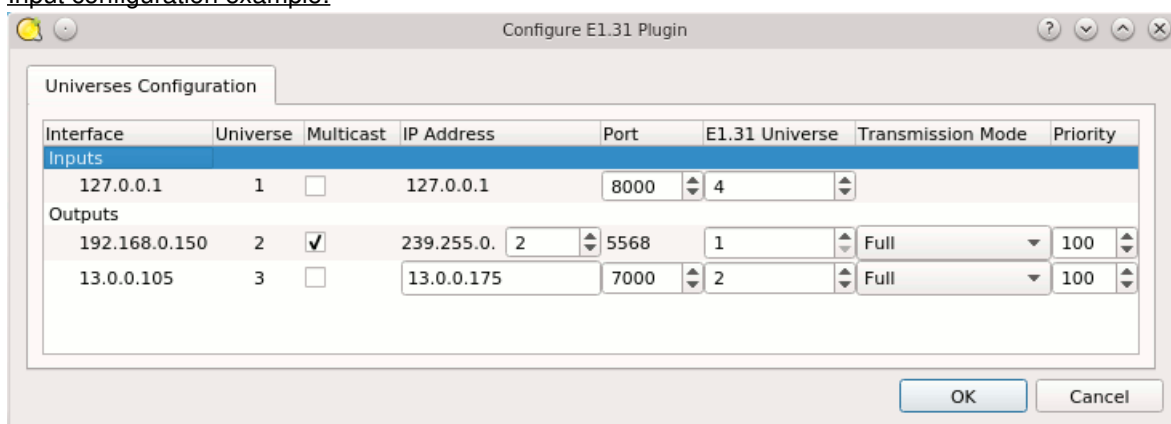 Input configuration example:
Configure E1.31 Plugin
Universes Configuration
Interface Universe Multicast IP Address Port E1.31 Universe Transmission Mode Priority
Inputs
127.0.0.1 1 127.0.0.1 8000 4
Outputs
192.168.0.150 2 239.255.0. 2 5568 1 Full 100
13.0.0.105 3 13.0.0.175 7000 2 Full 100
OK Cancel